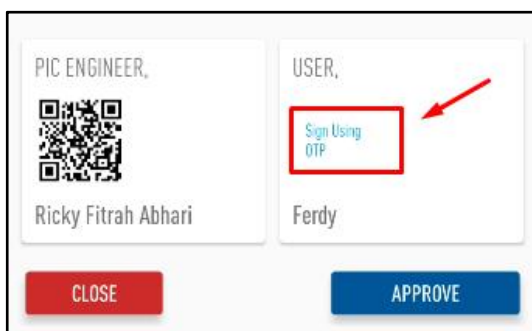 PIC ENGINEER,
USER,
Sign Using
OTP
Ricky Fitrah Abhari
Ferdy
CLOSE
APPROVE